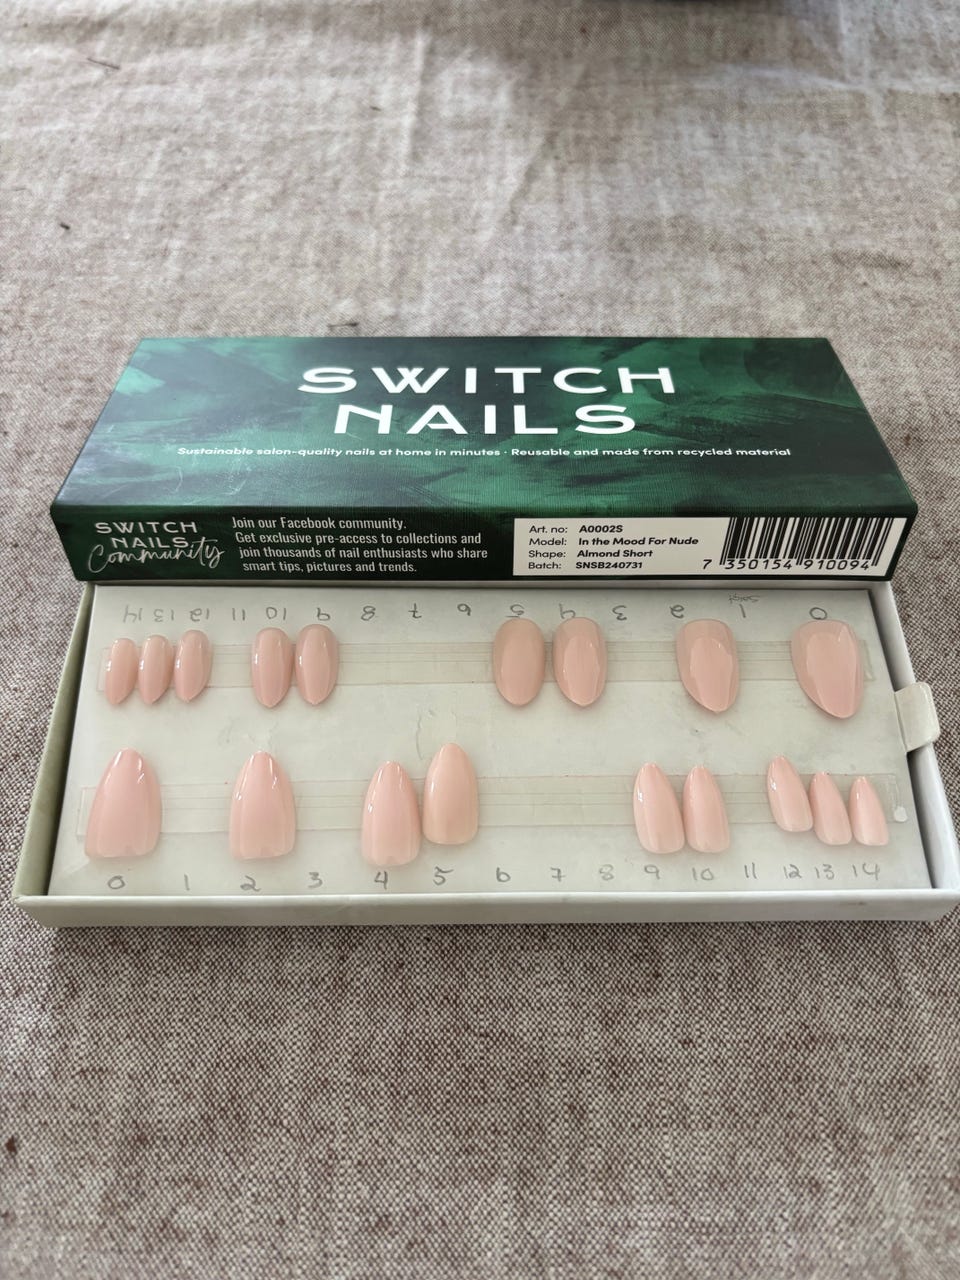 SWITCH
NAILS
Sustainable salon-quality nails at home in minutes · Reusable and made from recycled material
SWITCH
NAILS
Community
Join our Facebook community.
Get exclusive pre-access to collections and
join thousands of nail enthusiasts who share
smart tips, pictures and trends.
Art. no: A0002S
Model: In the Mood For Nude
Shape: Almond Short
Batch: SNSB240731
7 350154 910094
14 13 12 11 10 9 8 7 6 5 4 3 2 1 0
0 1 2 3 4 5 6 7 8 9 10 11 12 13 14